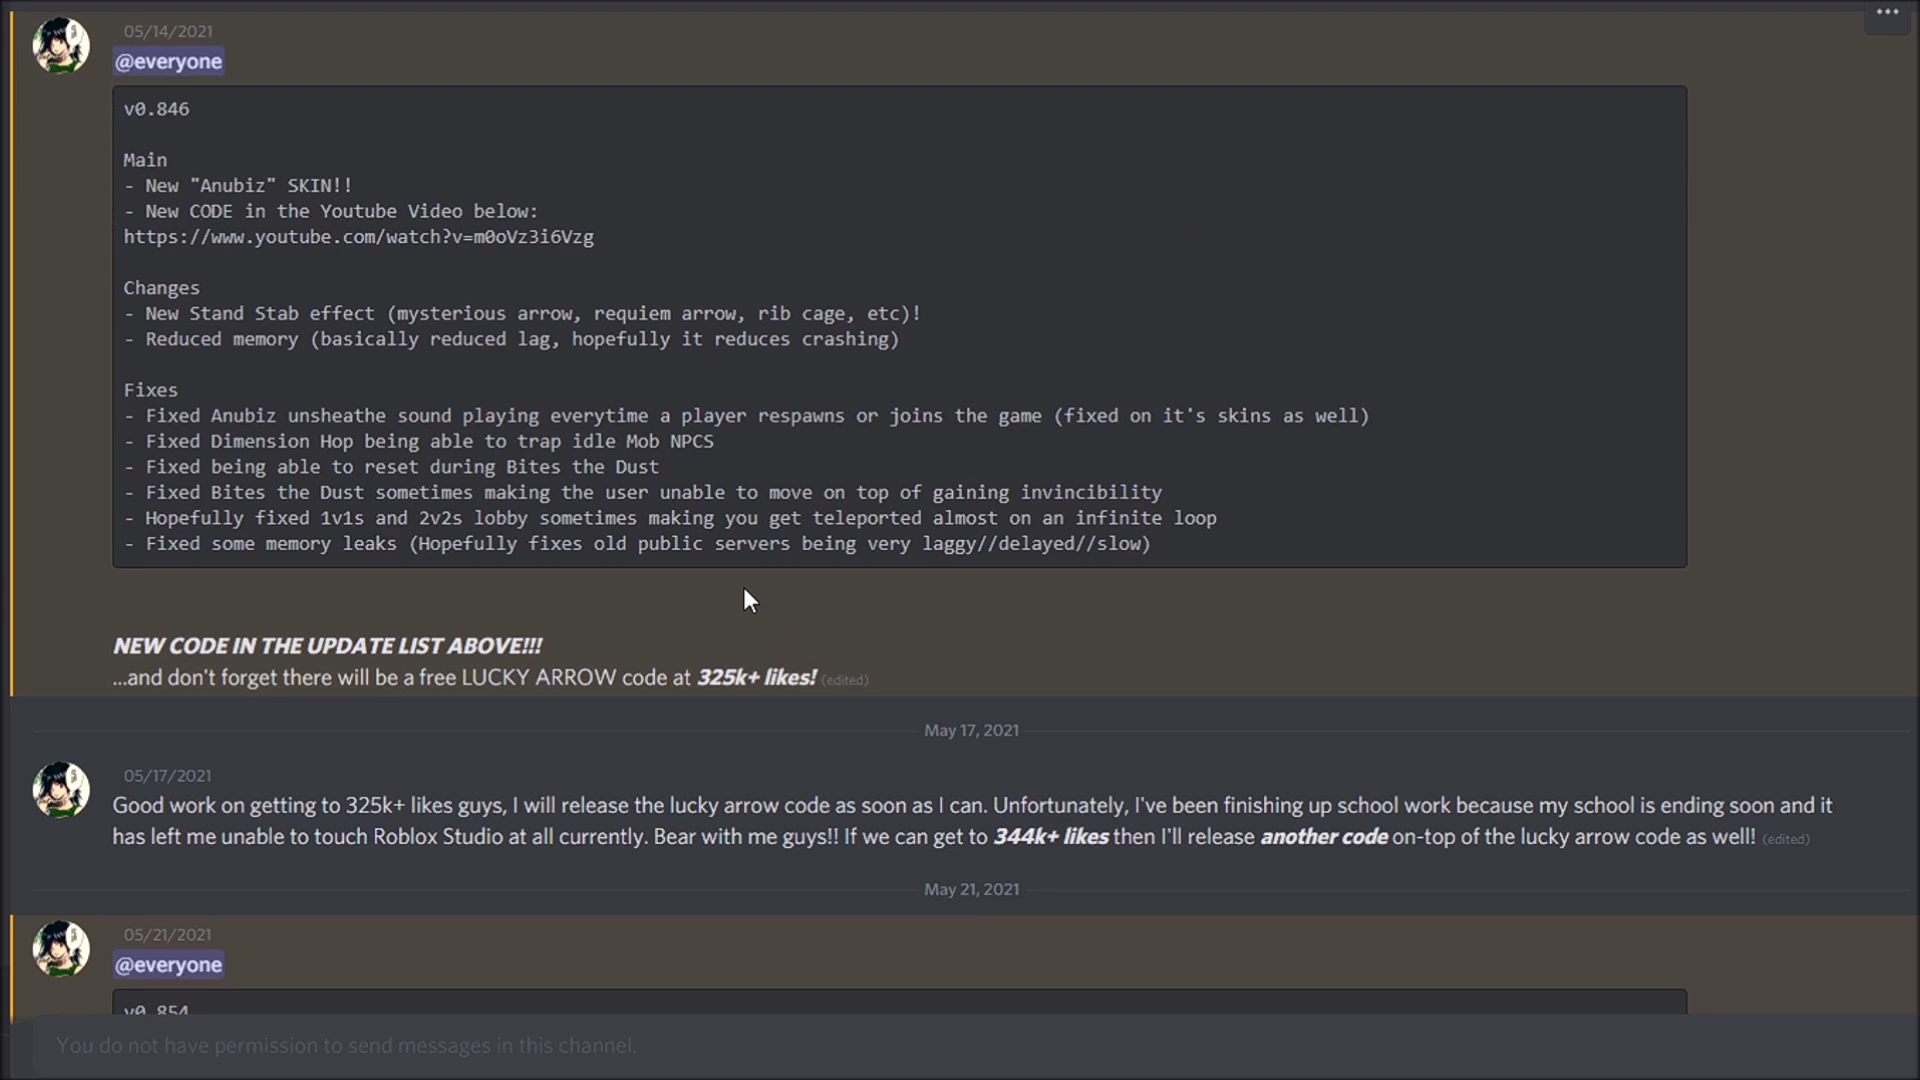 05/14/2021
@everyone
v0.846
Main
- New "Anubiz" SKIN!!
- New CODE in the Youtube Video below:
https://www.youtube.com/watch?v=m0oVz3i6Vzg
Changes
- New Stand Stab effect (mysterious arrow, requiem arrow, rib cage, etc)!
- Reduced memory (basically reduced lag, hopefully it reduces crashing)
Fixes
- Fixed Anubiz unsheathe sound playing everytime a player respawns or joins the game (fixed on it's skins as well)
- Fixed Dimension Hop being able to trap idle Mob NPCS
- Fixed being able to reset during Bites the Dust
- Fixed Bites the Dust sometimes making the user unable to move on top of gaining invincibility
- Hopefully fixed 1v1s and 2v2s lobby sometimes making you get teleported almost on an infinite loop
- Fixed some memory leaks (Hopefully fixes old public servers being very laggy//delayed//slow)
NEW CODE IN THE UPDATE LIST ABOVE!!!
...and don't forget there will be a free LUCKY ARROW code at 325k+ likes! (edited)
May 17, 2021
05/17/2021
Good work on getting to 325k+ likes guys, I will release the lucky arrow code as soon as I can. Unfortunately, I've been finishing up school work because my school is ending soon and it
has left me unable to touch Roblox Studio at all currently. Bear with me guys!! If we can get to 344k+ likes then I'll release another code on-top of the lucky arrow code as well! (edited)
May 21, 2021
05/21/2021
@everyone
v0.854
You do not have permission to send messages in this channel.